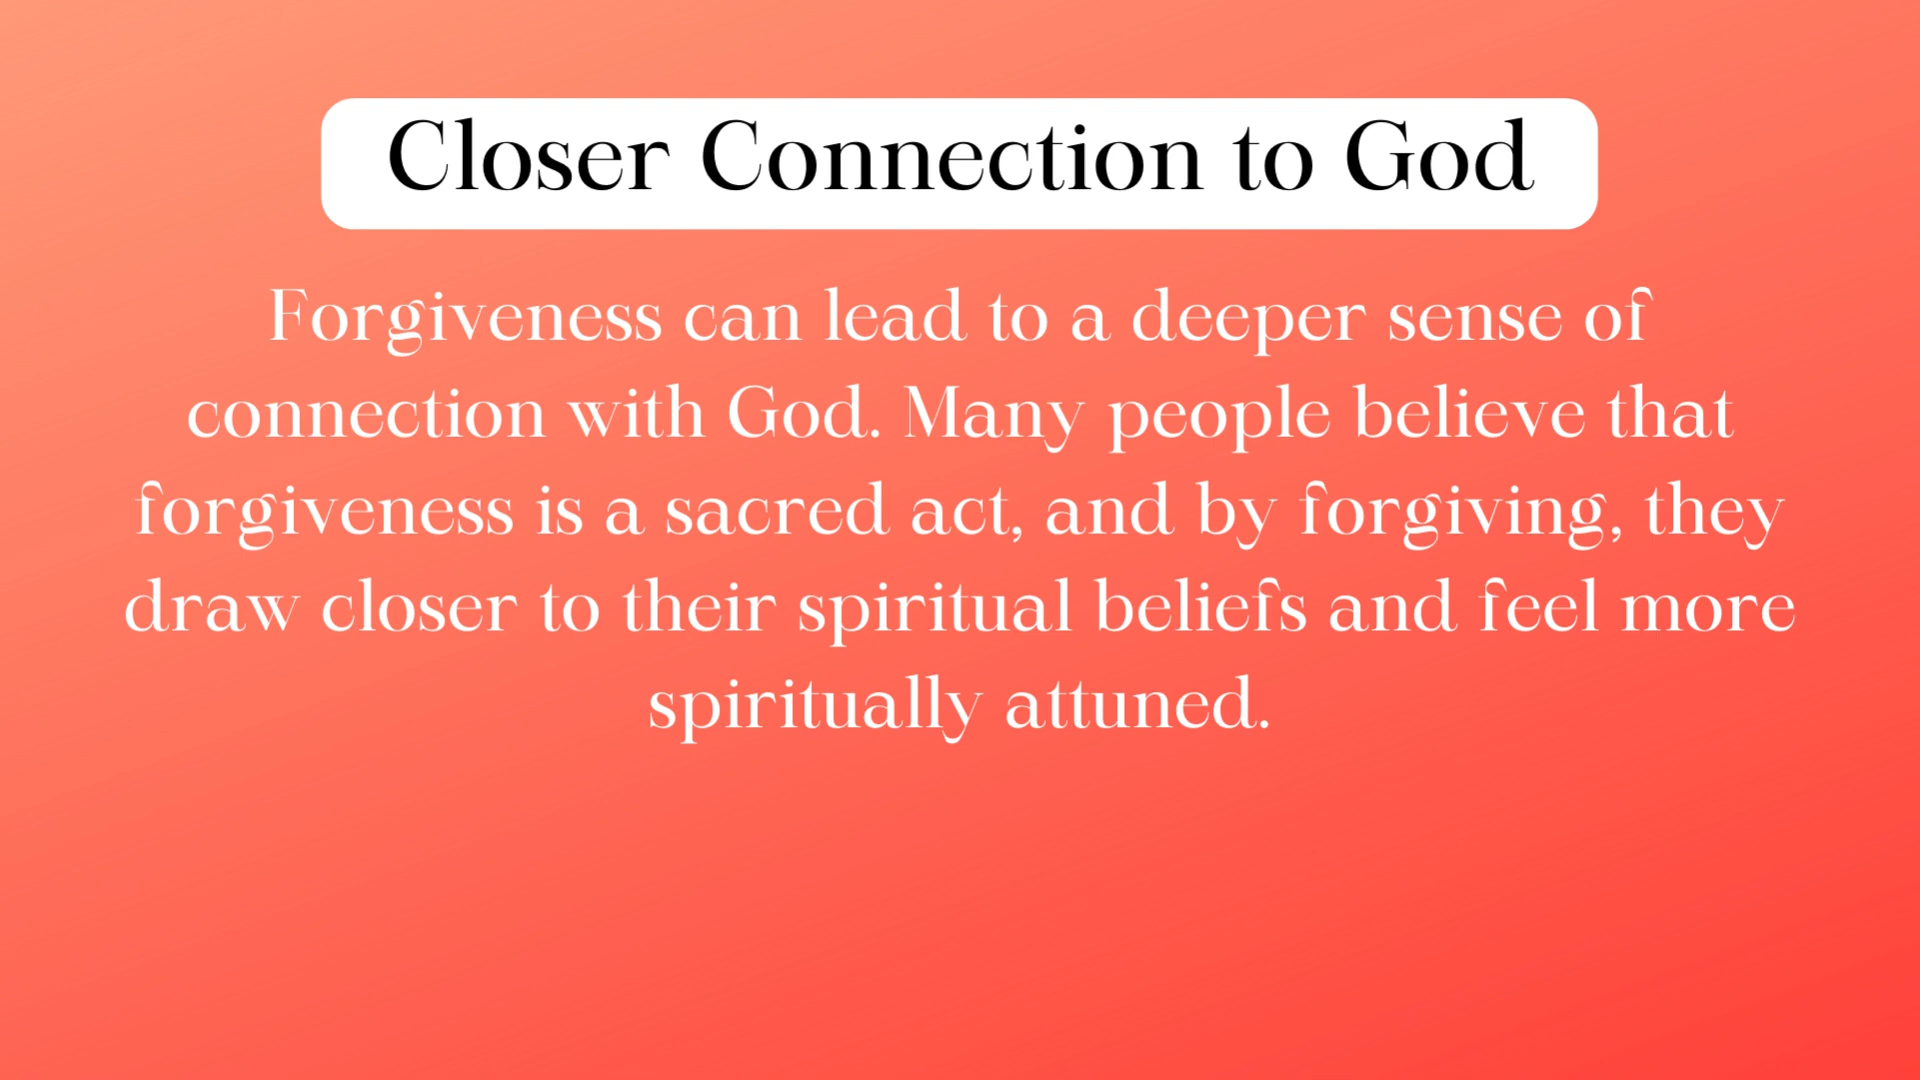 Closer Connection to God
Forgiveness can lead to a deeper sense of
connection with God. Many people believe that
forgiveness is a sacred act, and by forgiving, they
draw closer to their spiritual beliefs and feel more
spiritually attuned.